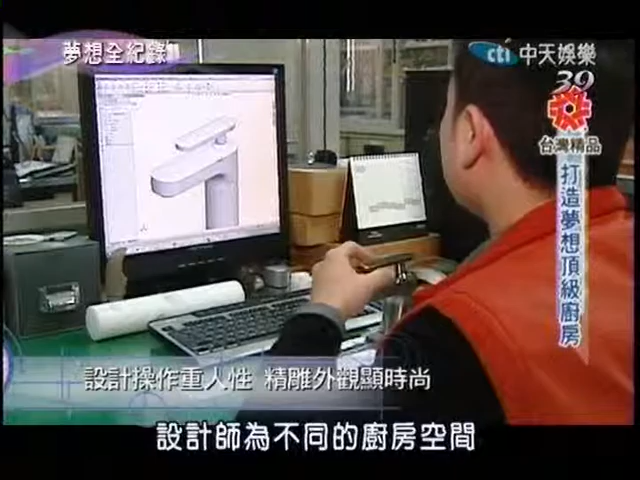 夢想全紀錄
cti 中天娛樂
39
台灣精品
打造夢想頂級廚房
設計操作重人性 精雕外觀顯時尚
設計師為不同的廚房空間